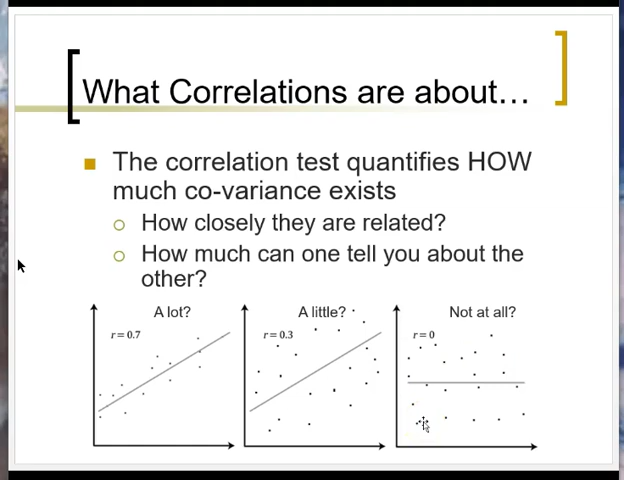 What Correlations are about…
The correlation test quantifies HOW
much co-variance exists
How closely they are related?
How much can one tell you about the
other?
A lot?
r = 0.7
A little?
r = 0.3
Not at all?
r = 0